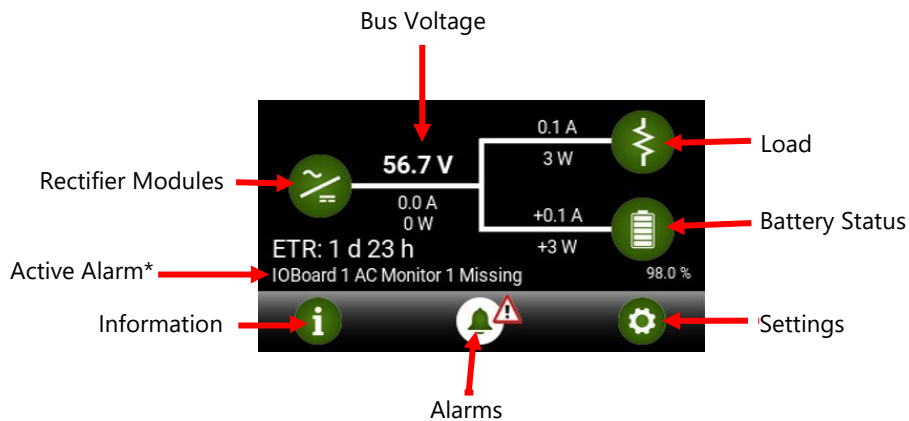 Bus Voltage
0.1 A
Load
3 W
56.7 V
Rectifier Modules
0.0 A
0 W
+0.1 A
Battery Status
+3 W
ETR: 1 d 23 h
Active Alarm*
IOBoard 1 AC Monitor 1 Missing
98.0 %
Information
i
Settings
Alarms